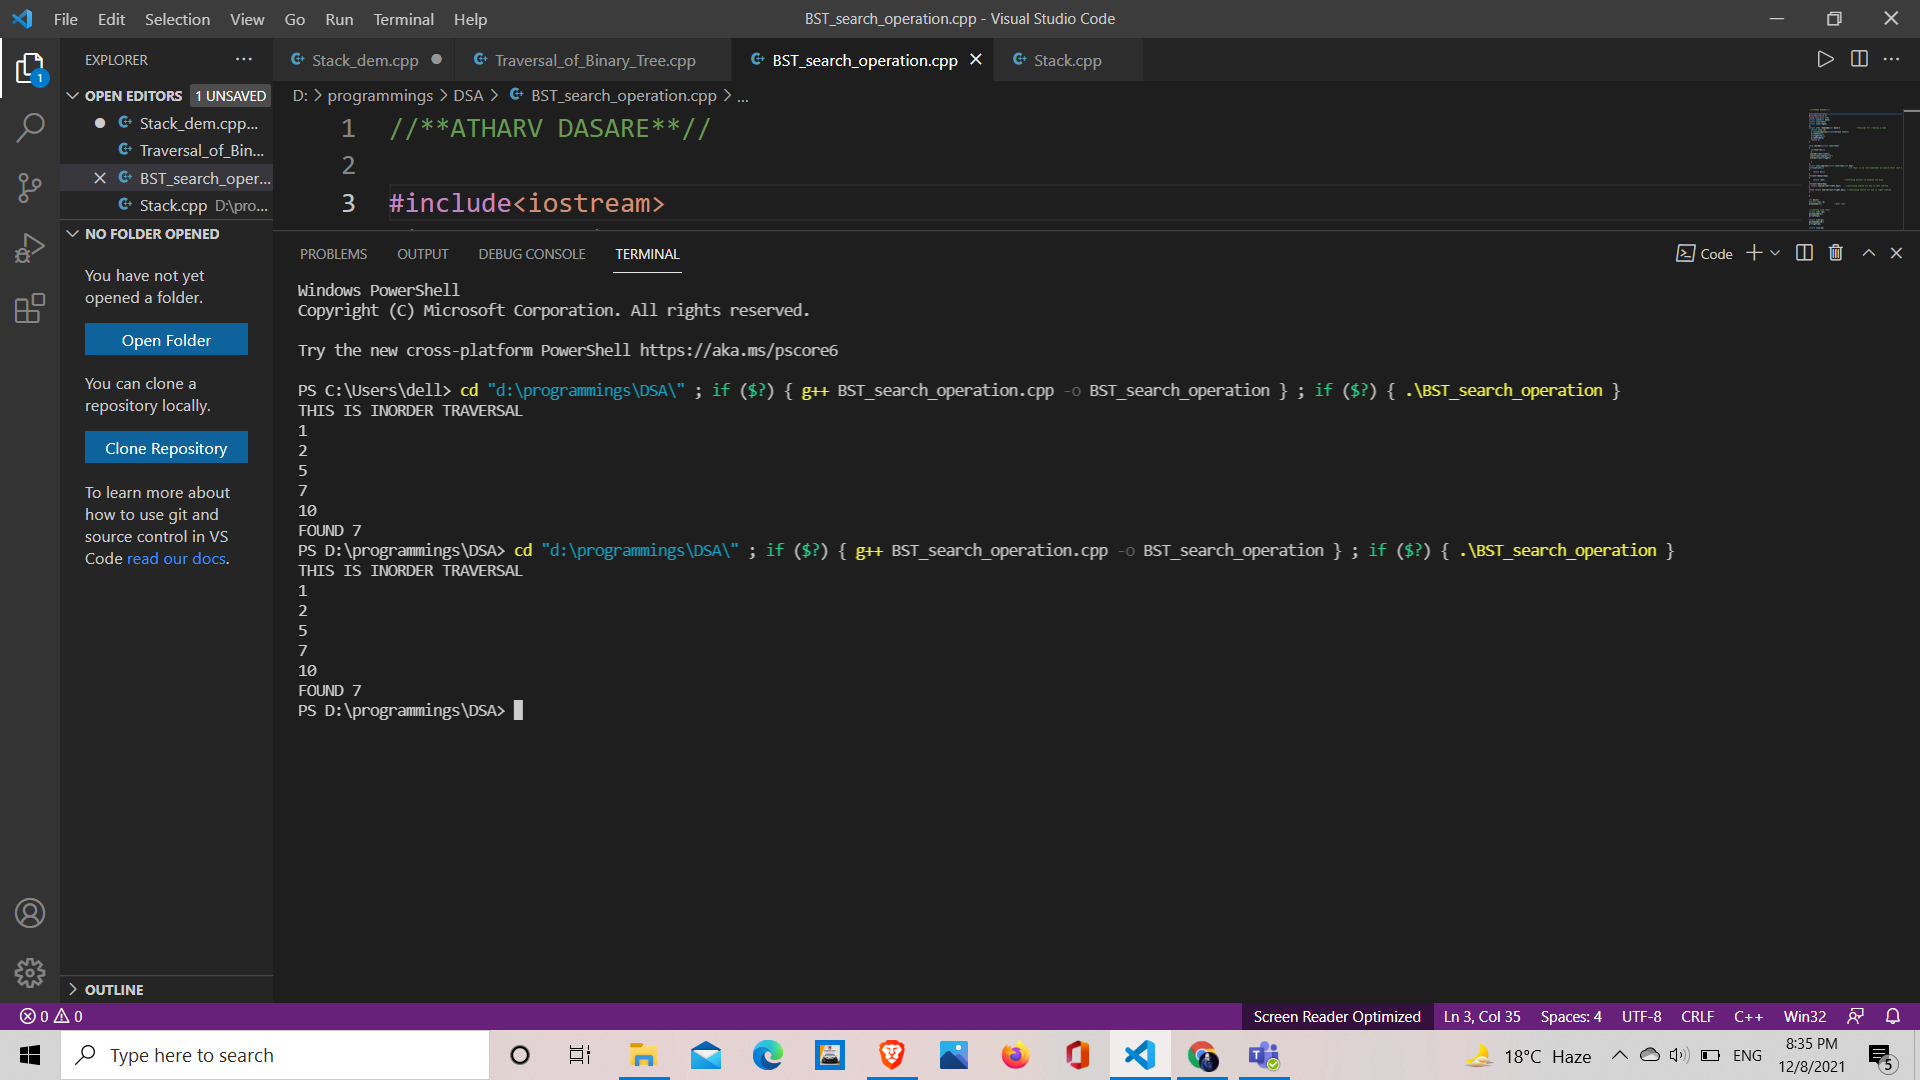 File Edit Selection View Go Run Terminal Help
BST_search_operation.cpp - Visual Studio Code
EXPLORER
Stack_dem.cpp
Traversal_of_Binary_Tree.cpp
BST_search_operation.cpp
Stack.cpp
OPEN EDITORS 1 UNSAVED
Stack_dem.cpp...
Traversal_of_Bin...
BST_search_oper...
Stack.cpp D:\pro...
NO FOLDER OPENED
You have not yet
opened a folder.
Open Folder
You can clone a
repository locally.
Clone Repository
To learn more about
how to use git and
source control in VS
Code read our docs.
OUTLINE
D: > programmings > DSA > BST_search_operation.cpp > ...
1 //**ATHARV DASARE**//
2
3 #include<iostream>
PROBLEMS OUTPUT DEBUG CONSOLE TERMINAL
Code
Windows PowerShell
Copyright (C) Microsoft Corporation. All rights reserved.
Try the new cross-platform PowerShell https://aka.ms/pscore6
PS C:\Users\dell> cd "d:\programmings\DSA\" ; if ($?) { g++ BST_search_operation.cpp -o BST_search_operation } ; if ($?) { .\BST_search_operation }
THIS IS INORDER TRAVERSAL
1
2
5
7
10
FOUND 7
PS D:\programmings\DSA> cd "d:\programmings\DSA\" ; if ($?) { g++ BST_search_operation.cpp -o BST_search_operation } ; if ($?) { .\BST_search_operation }
THIS IS INORDER TRAVERSAL
1
2
5
7
10
FOUND 7
PS D:\programmings\DSA>
0 0
Screen Reader Optimized Ln 3, Col 35 Spaces: 4 UTF-8 CRLF C++ Win32
Type here to search
18°C Haze
ENG
8:35 PM
12/8/2021
5
1